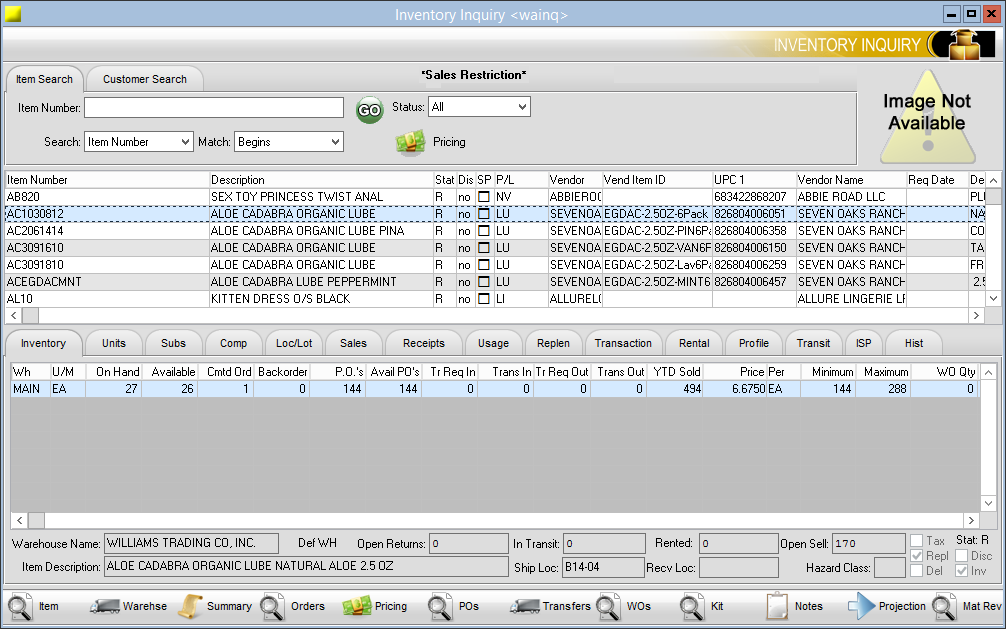 Inventory Inquiry <wainq>
INVENTORY INQUIRY
Item Search Customer Search *Sales Restriction*
Item Number: GO Status: All
Image Not Available
Search: Item Number Match: Begins Pricing
Item Number Description Stat Dis SP P/L Vendor Vend Item ID UPC 1 Vendor Name Req Date De
AB820 SEX TOY PRINCESS TWIST ANAL R no NV ABBIEROO 683422868207 ABBIE ROAD LLC PLU
AC1030812 ALOE CADABRA ORGANIC LUBE R no LU SEVENOA EGDAC-2.5OZ-6Pack 826804006051 SEVEN OAKS RANCH NA
AC2061414 ALOE CADABRA ORGANIC LUBE PINA R no LU SEVENOA EGDAC-2.5OZ-PIN6Pa 826804006358 SEVEN OAKS RANCH CO
AC3091610 ALOE CADABRA ORGANIC LUBE R no LU SEVENOA EGDAC-2.5OZ-VAN6P 826804006150 SEVEN OAKS RANCH TA
AC3091810 ALOE CADABRA ORGANIC LUBE R no LU SEVENOA EGDAC-2.5OZ-Lav6Pa 826804006259 SEVEN OAKS RANCH FR
ACEGDACMNT ALOE CADABRA LUBE PEPPERMINT R no LU SEVENOA EGDAC-2.5OZ-MINT6 826804006457 SEVEN OAKS RANCH 2.5
AL10 KITTEN DRESS O/S BLACK R no LI ALLUREL ALLURE LINGERIE
Inventory Units Subs Comp Loc/Lot Sales Receipts Usage Replen Transaction Rental Profile Transit ISP Hist
Wh U/M On Hand Available Cmtd Ord Backorder P.O.'s Avail PO's Tr Req In Trans In Tr Req Out Trans Out YTD Sold Price Per Minimum Maximum WO Qty
MAIN EA 27 26 1 0 144 144 0 0 0 0 494 6.6750 EA 144 288 0
Warehouse Name: WILLIAMS TRADING CO, INC. Def WH Open Returns: 0 In Transit: 0 Rented: 0 Open Sell: 170 Tax Stat: R
Repl Disc
Item Description: ALOE CADABRA ORGANIC LUBE NATURAL ALOE 2.5 OZ Ship Loc: B14-04 Recv Loc: Hazard Class: Del Inv
Item Warehse Summary Orders Pricing POs Transfers WOs Kit Notes Projection Mat Rev